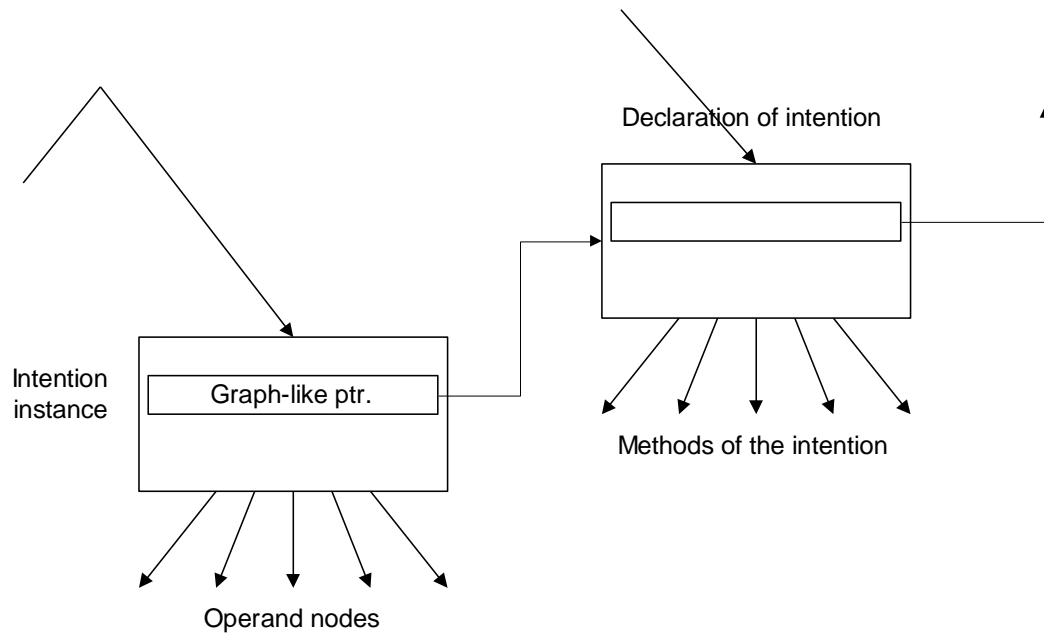 Declaration of intention
Intention
instance
Graph-like ptr.
Methods of the intention
Operand nodes